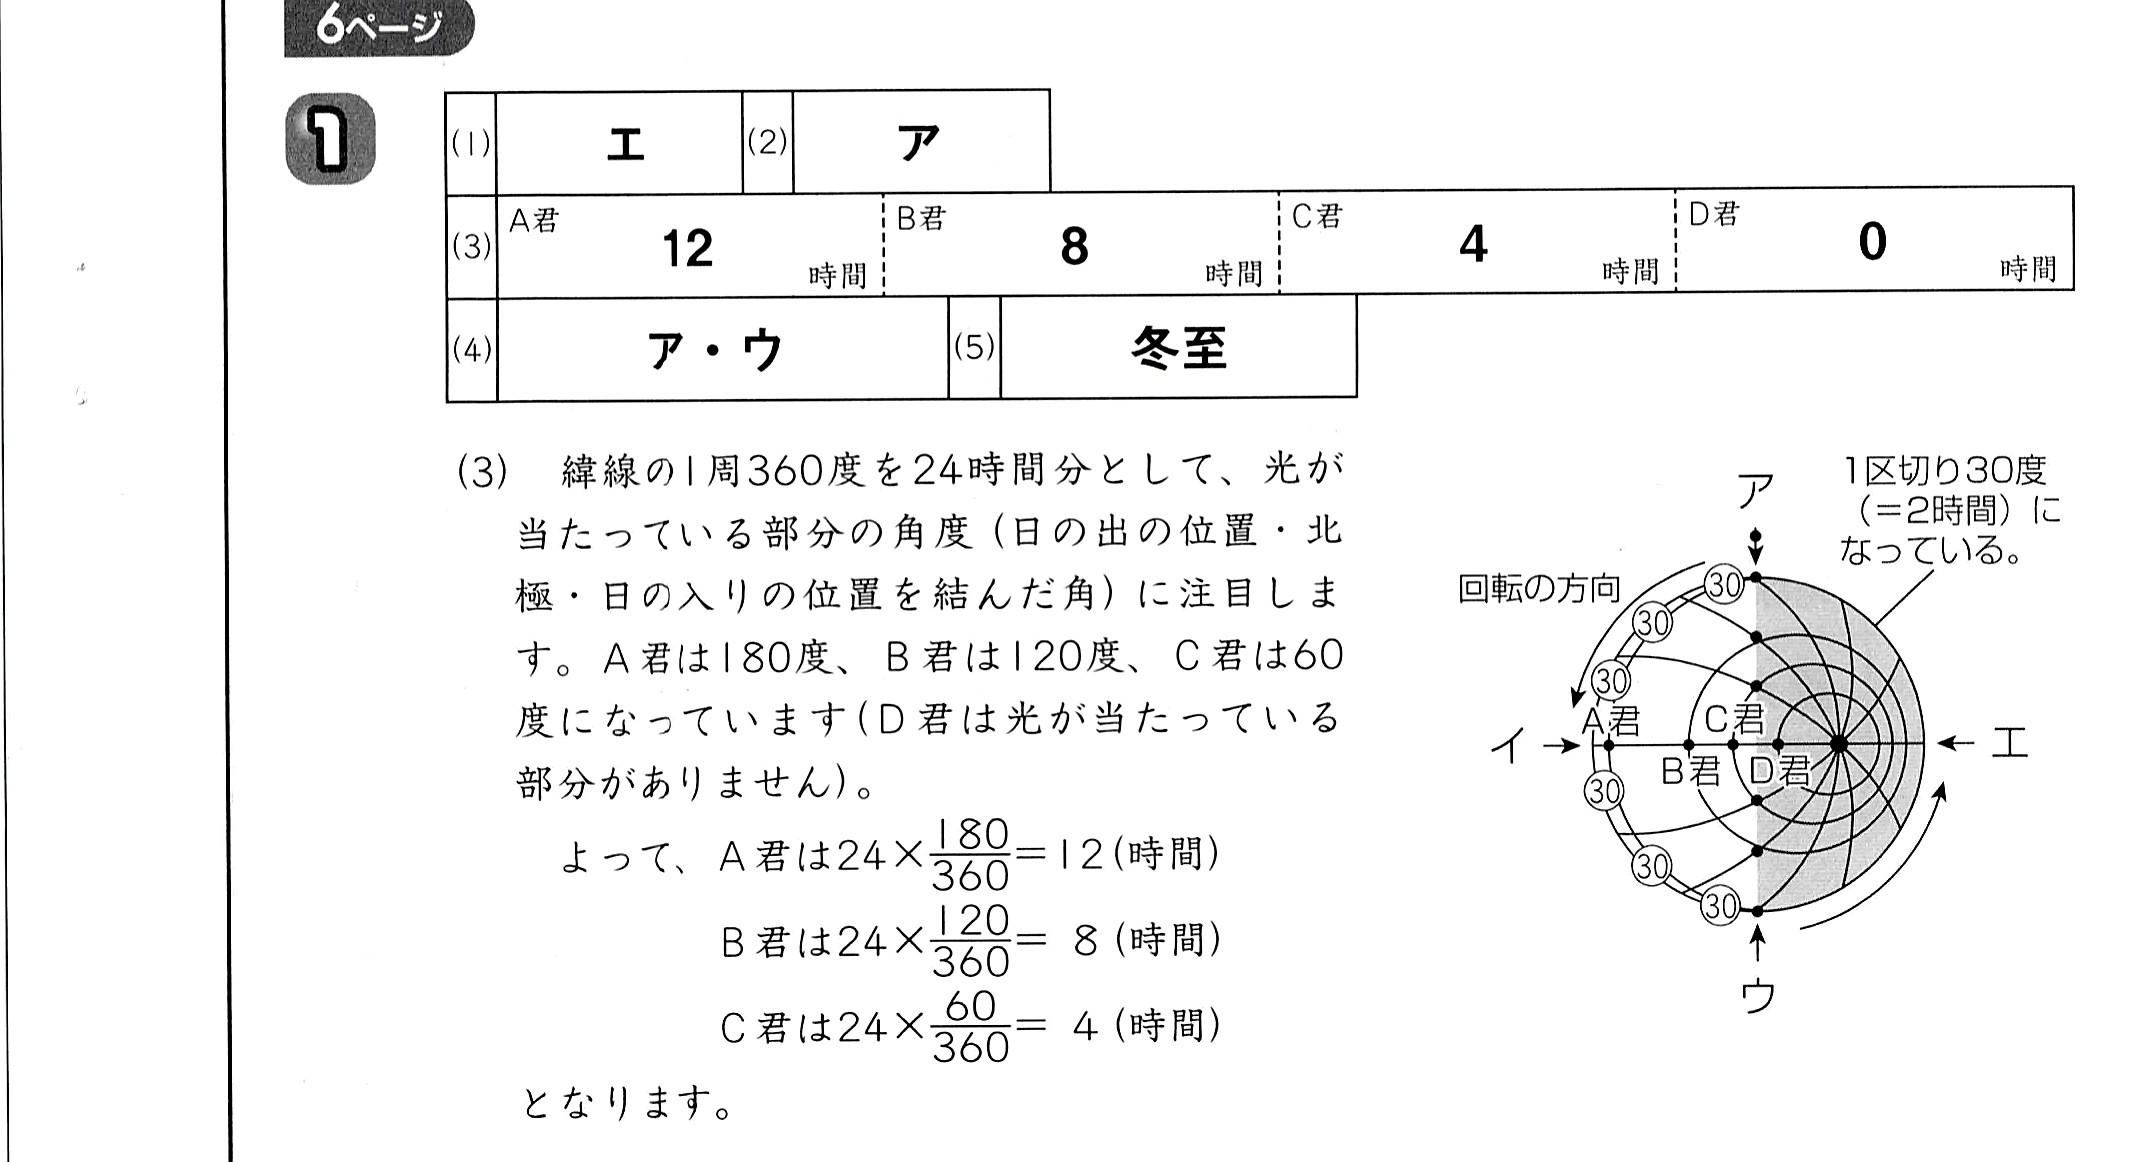 6ページ
1
(1) エ (2) ア
(3) A君 12 時間 B君 8 時間 C君 4 時間 D君 0 時間
(4) ア・ウ (5) 冬至
(3) 緯線の1周360度を24時間分として、光が
当たっている部分の角度(日の出の位置・北
極・日の入りの位置を結んだ角)に注目しま
す。A君は180度、B君は120度、C君は60
度になっています(D君は光が当たっている
部分がありません)。
よって、A君は24×180/360=12(時間)
B君は24×120/360= 8(時間)
C君は24×60/360= 4(時間)
となります。
ア
1区切り30度
(=2時間)に
なっている。
回転の方向
30
30
30
A君 C君
イ エ
B君 D君
30
30
30
ウ